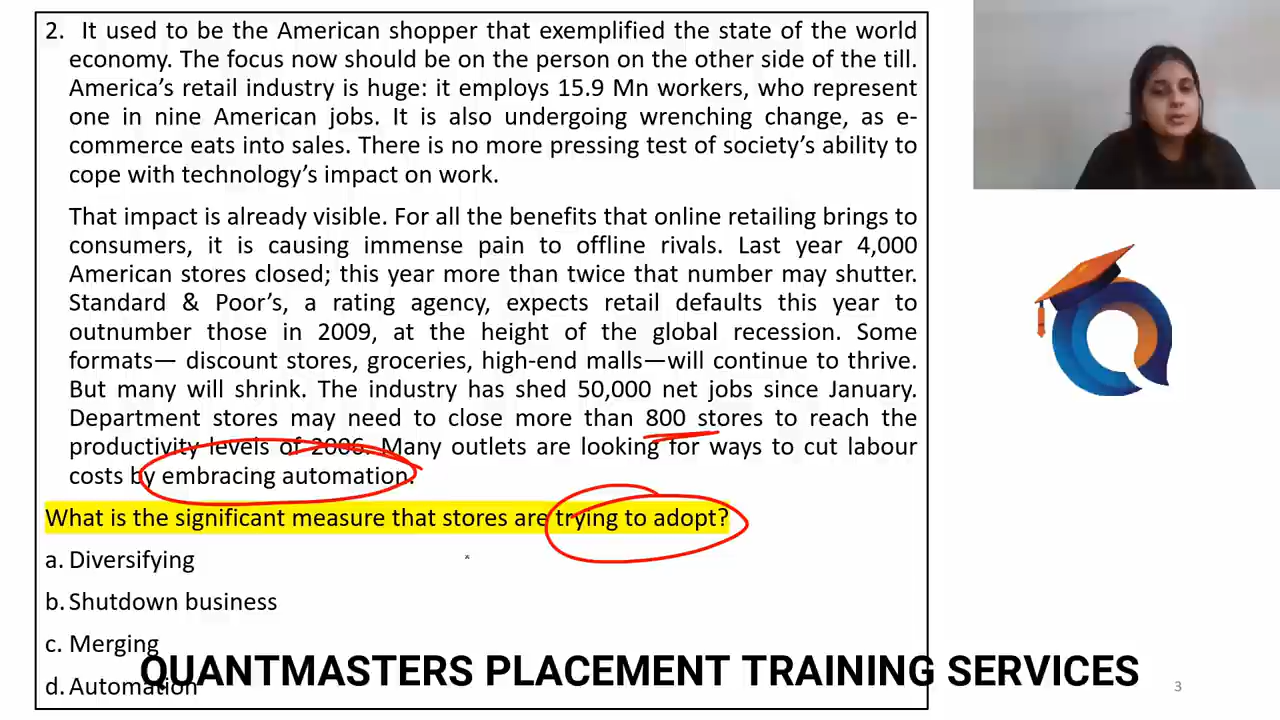 2. It used to be the American shopper that exemplified the state of the world
economy. The focus now should be on the person on the other side of the till.
America’s retail industry is huge: it employs 15.9 Mn workers, who represent
one in nine American jobs. It is also undergoing wrenching change, as e-
commerce eats into sales. There is no more pressing test of society’s ability to
cope with technology’s impact on work.
That impact is already visible. For all the benefits that online retailing brings to
consumers, it is causing immense pain to offline rivals. Last year 4,000
American stores closed; this year more than twice that number may shutter.
Standard & Poor’s, a rating agency, expects retail defaults this year to
outnumber those in 2009, at the height of the global recession. Some
formats— discount stores, groceries, high-end malls—will continue to thrive.
But many will shrink. The industry has shed 50,000 net jobs since January.
Department stores may need to close more than 800 stores to reach the
productivity levels of 2006. Many outlets are looking for ways to cut labour
costs by embracing automation.
What is the significant measure that stores are trying to adopt?
a. Diversifying
b. Shutdown business
c. Merging
d. Automation
QUANTMASTERS PLACEMENT TRAINING SERVICES
3